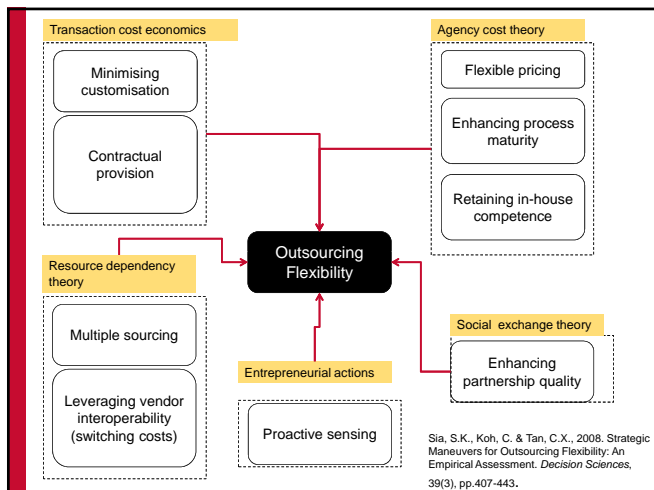 Transaction cost economics
Minimising
customisation
Contractual
provision
Agency cost theory
Flexible pricing
Enhancing process
maturity
Retaining in-house
competence
Outsourcing
Flexibility
Resource dependency
theory
Multiple sourcing
Leveraging vendor
interoperability
(switching costs)
Entrepreneurial actions
Proactive sensing
Social exchange theory
Enhancing
partnership quality
Sia, S.K., Koh, C. & Tan, C.X., 2008. Strategic
Maneuvers for Outsourcing Flexibility: An
Empirical Assessment. Decision Sciences,
39(3), pp.407-443.